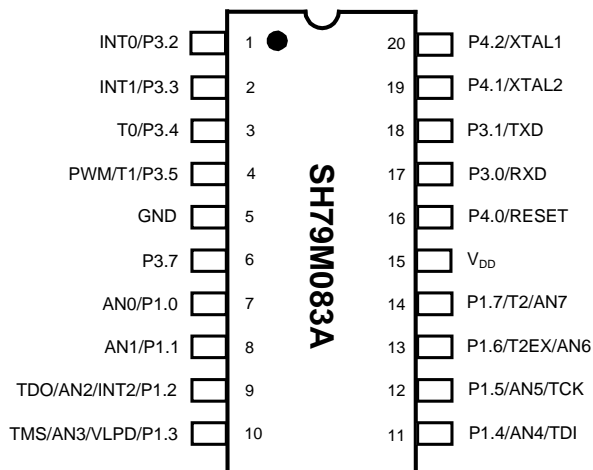 INT0/P3.2 1 20 P4.2/XTAL1
INT1/P3.3 2 19 P4.1/XTAL2
T0/P3.4 3 18 P3.1/TXD
PWM/T1/P3.5 4 17 P3.0/RXD
GND 5 16 P4.0/RESET
P3.7 6 15 VDD
AN0/P1.0 7 14 P1.7/T2/AN7
AN1/P1.1 8 13 P1.6/T2EX/AN6
TDO/AN2/INT2/P1.2 9 12 P1.5/AN5/TCK
TMS/AN3/VLPD/P1.3 10 11 P1.4/AN4/TDI
SH79M083A